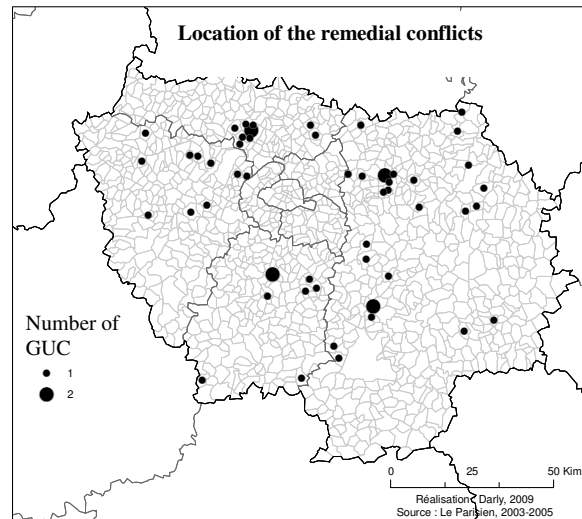 Location of the remedial conflicts
Number of
GUC
1
2
0 25 50 Kim
Réalisation : Darly, 2009
Source : Le Parisien, 2003-2005